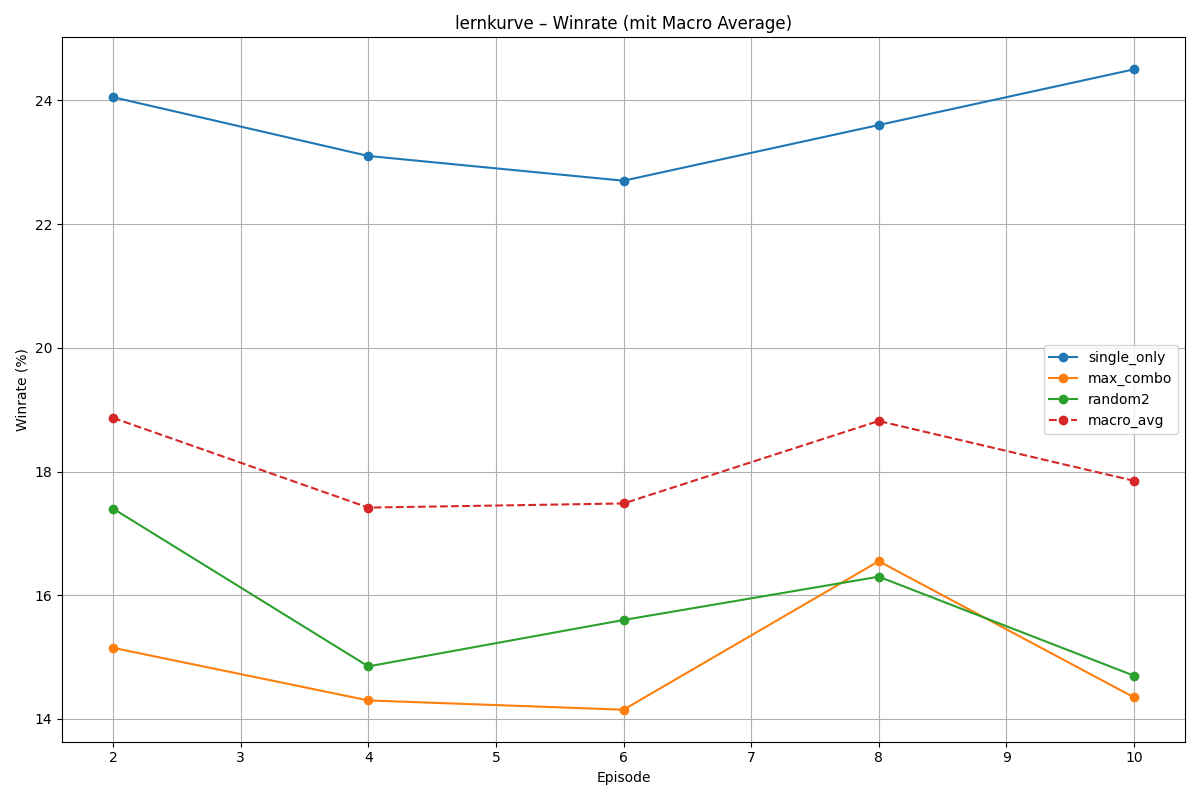 lernkurve – Winrate (mit Macro Average)
Winrate (%)
24
22
20
18
16
14
single_only
max_combo
random2
macro_avg
2 3 4 5 6 7 8 9 10
Episode